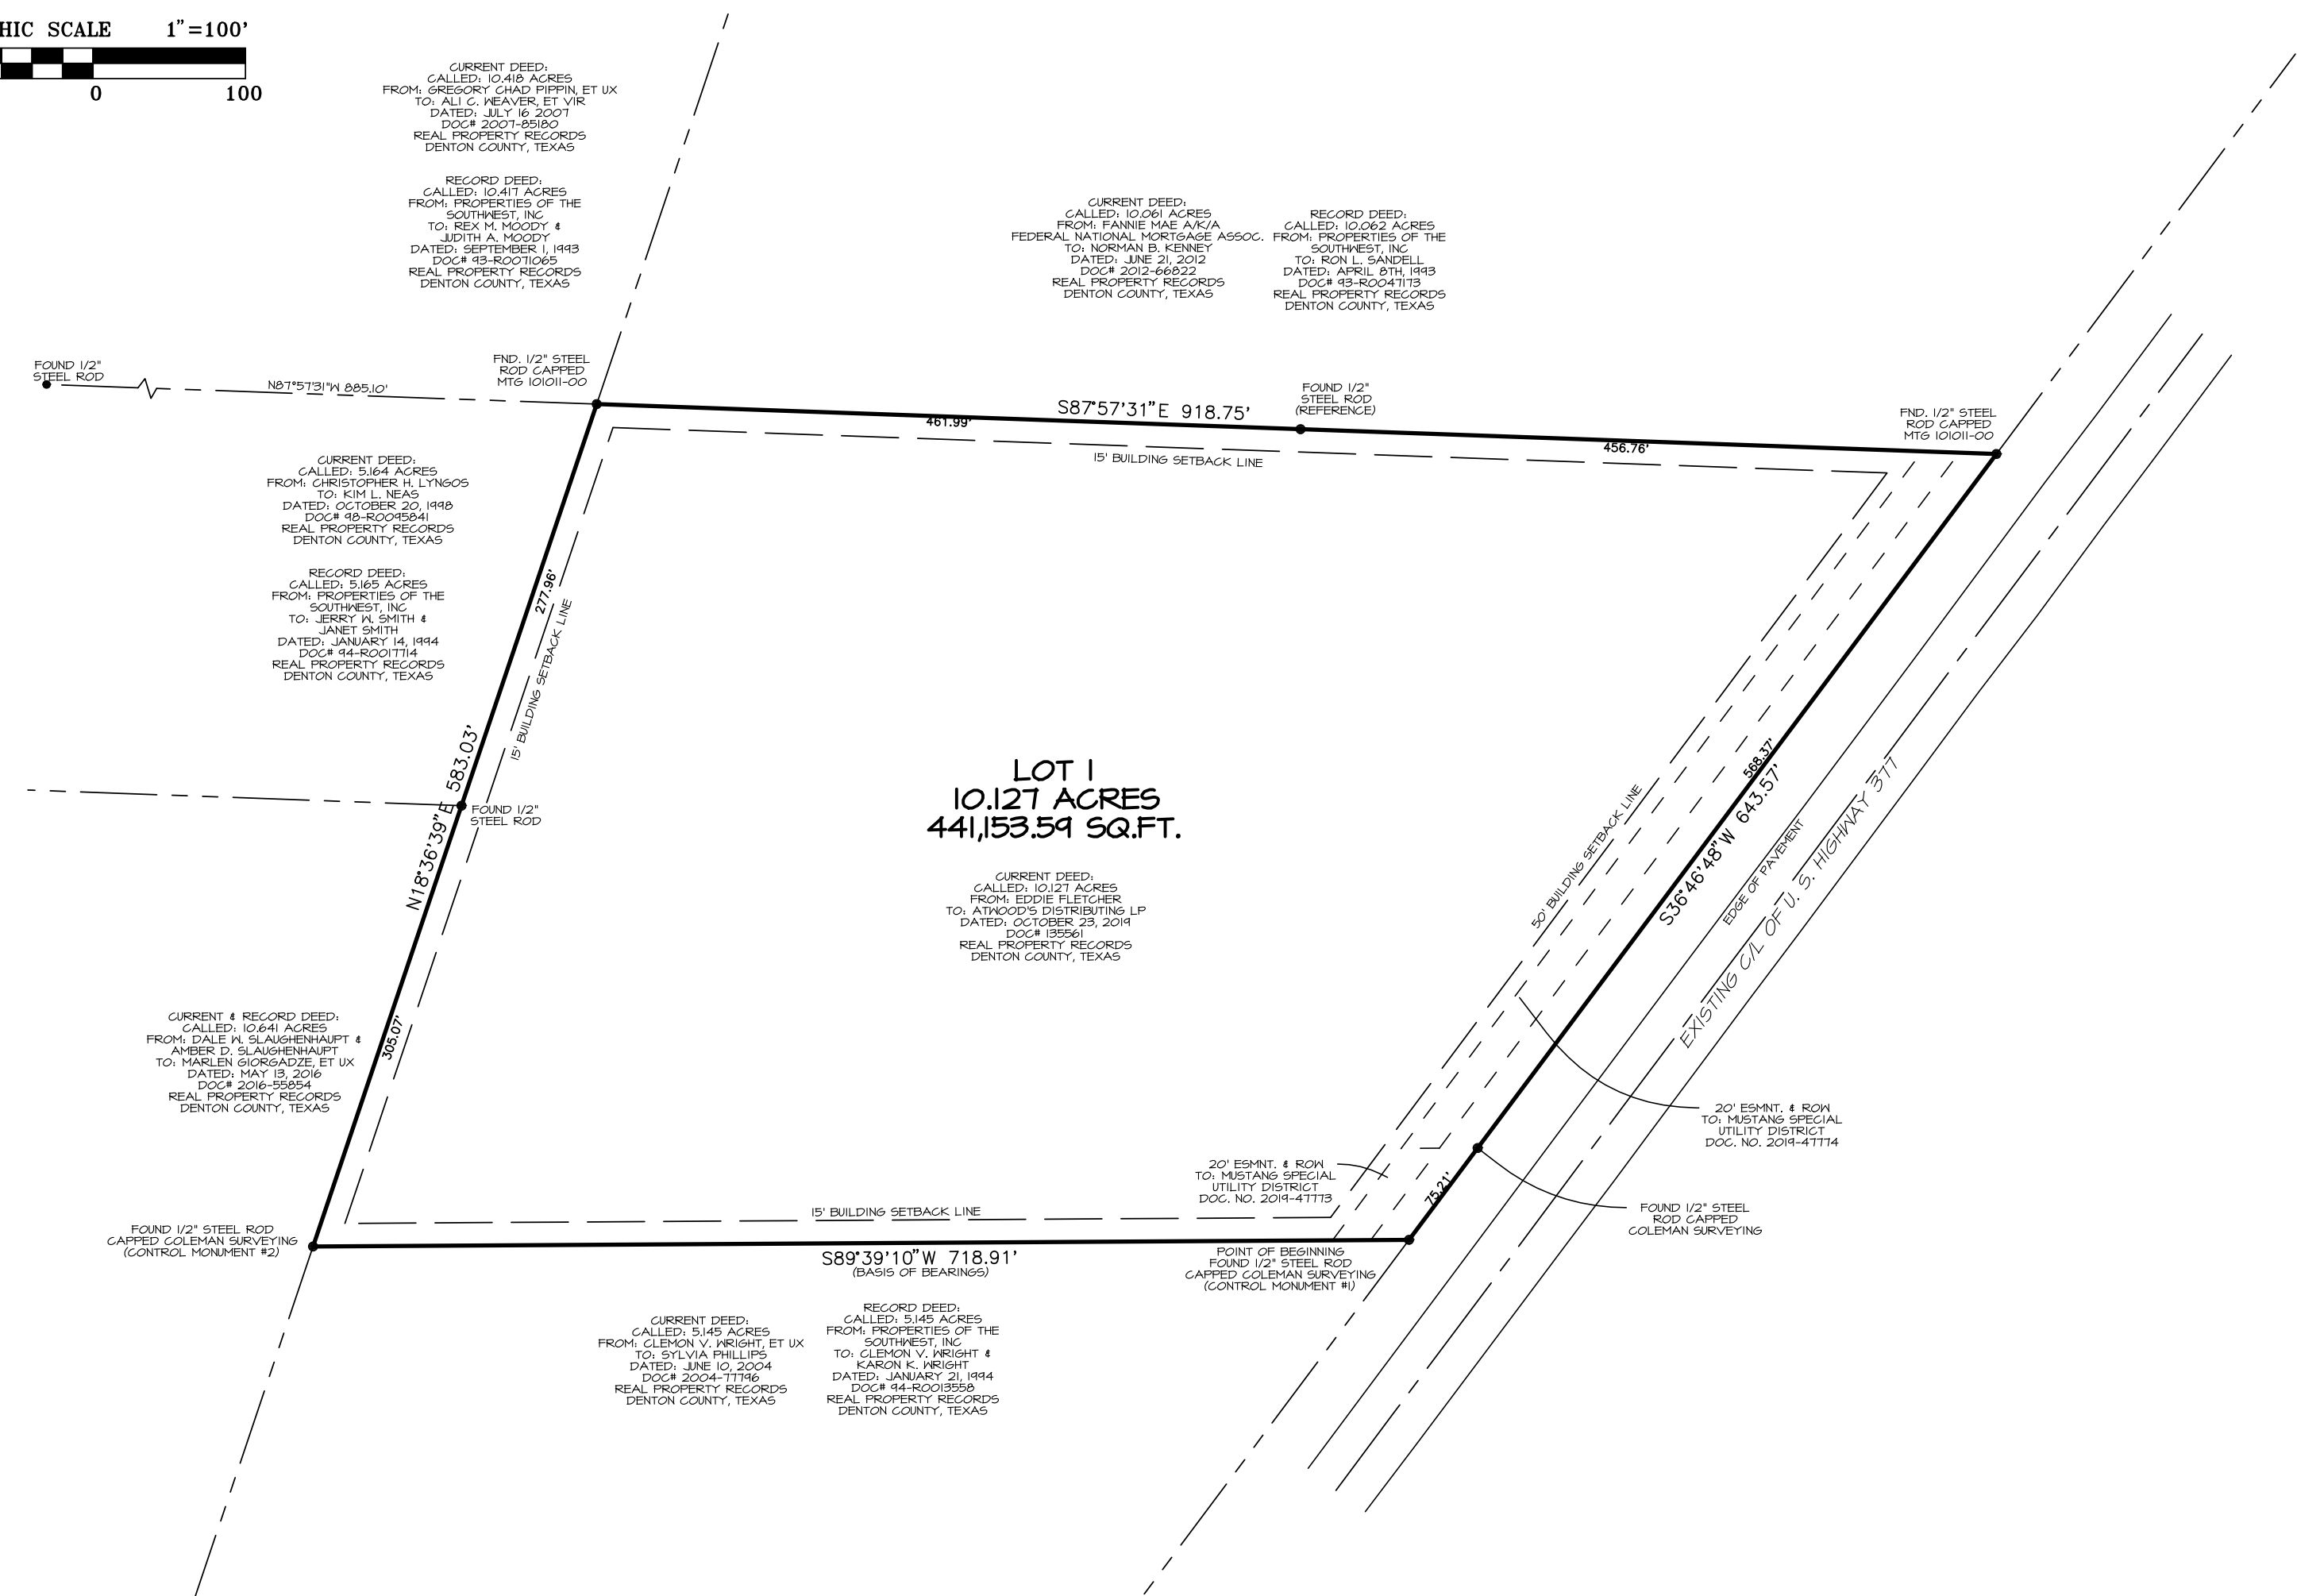 HIC SCALE 1"=100'
0 100
CURRENT DEED:
CALLED: 10.418 ACRES
FROM: GREGORY CHAD PIPPIN, ET UX
TO: ALI C. WEAVER, ET VIR
DATED: JULY 16 2007
DOC# 2007-85180
REAL PROPERTY RECORDS
DENTON COUNTY, TEXAS
RECORD DEED:
CALLED: 10.417 ACRES
FROM: PROPERTIES OF THE
SOUTHWEST, INC
TO: REX M. MOODY &
JUDITH A. MOODY
DATED: SEPTEMBER 1, 1993
DOC# 93-R0071065
REAL PROPERTY RECORDS
DENTON COUNTY, TEXAS
CURRENT DEED:
CALLED: 10.061 ACRES
FROM: FANNIE MAE A/K/A
FEDERAL NATIONAL MORTGAGE ASSOC.
TO: NORMAN B. KENNEY
DATED: JUNE 21, 2012
DOC# 2012-66822
REAL PROPERTY RECORDS
DENTON COUNTY, TEXAS
RECORD DEED:
CALLED: 10.062 ACRES
FROM: PROPERTIES OF THE
SOUTHWEST, INC
TO: RON L. SANDELL
DATED: APRIL 8TH, 1993
DOC# 93-R0047173
REAL PROPERTY RECORDS
DENTON COUNTY, TEXAS
FOUND 1/2"
STEEL ROD
N87°57'31"W 885.10'
FND. 1/2" STEEL
ROD CAPPED
MTG 101011-00
S87°57'31"E 918.75'
461.99'
FOUND 1/2"
STEEL ROD
(REFERENCE)
456.76'
FND. 1/2" STEEL
ROD CAPPED
MTG 101011-00
15' BUILDING SETBACK LINE
CURRENT DEED:
CALLED: 5.164 ACRES
FROM: CHRISTOPHER H. LYNGOS
TO: KIM L. NEAS
DATED: OCTOBER 20, 1998
DOC# 98-R0095841
REAL PROPERTY RECORDS
DENTON COUNTY, TEXAS
RECORD DEED:
CALLED: 5.165 ACRES
FROM: PROPERTIES OF THE
SOUTHWEST, INC
TO: JERRY W. SMITH &
JANET SMITH
DATED: JANUARY 14, 1994
DOC# 94-R0017714
REAL PROPERTY RECORDS
DENTON COUNTY, TEXAS
277.96'
15' BUILDING SETBACK LINE
N18°36'39"E 583.03'
FOUND 1/2"
STEEL ROD
LOT 1
10.127 ACRES
441,153.59 SQ.FT.
CURRENT DEED:
CALLED: 10.127 ACRES
FROM: EDDIE FLETCHER
TO: ATWOOD'S DISTRIBUTING LP
DATED: OCTOBER 23, 2019
DOC# 135561
REAL PROPERTY RECORDS
DENTON COUNTY, TEXAS
50' BUILDING SETBACK LINE
568.37'
S36°46'48"W 643.57'
EDGE OF PAVEMENT
EXISTING C/L OF U. S. HIGHWAY 377
CURRENT & RECORD DEED:
CALLED: 10.641 ACRES
FROM: DALE W. SLAUGHENHAUPT &
AMBER D. SLAUGHENHAUPT
TO: MARLEN GIORGADZE, ET UX
DATED: MAY 13, 2016
DOC# 2016-55854
REAL PROPERTY RECORDS
DENTON COUNTY, TEXAS
305.07'
20' ESMNT. & ROW
TO: MUSTANG SPECIAL
UTILITY DISTRICT
DOC. NO. 2019-47774
20' ESMNT. & ROW
TO: MUSTANG SPECIAL
UTILITY DISTRICT
DOC. NO. 2019-47773
75.21'
FOUND 1/2" STEEL
ROD CAPPED
COLEMAN SURVEYING
15' BUILDING SETBACK LINE
FOUND 1/2" STEEL ROD
CAPPED COLEMAN SURVEYING
(CONTROL MONUMENT #2)
S89°39'10"W 718.91'
(BASIS OF BEARINGS)
POINT OF BEGINNING
FOUND 1/2" STEEL ROD
CAPPED COLEMAN SURVEYING
(CONTROL MONUMENT #1)
CURRENT DEED:
CALLED: 5.145 ACRES
FROM: CLEMON V. WRIGHT, ET UX
TO: SYLVIA PHILLIPS
DATED: JUNE 10, 2004
DOC# 2004-77796
REAL PROPERTY RECORDS
DENTON COUNTY, TEXAS
RECORD DEED:
CALLED: 5.145 ACRES
FROM: PROPERTIES OF THE
SOUTHWEST, INC
TO: CLEMON V. WRIGHT &
KARON K. WRIGHT
DATED: JANUARY 21, 1994
DOC# 94-R0013558
REAL PROPERTY RECORDS
DENTON COUNTY, TEXAS